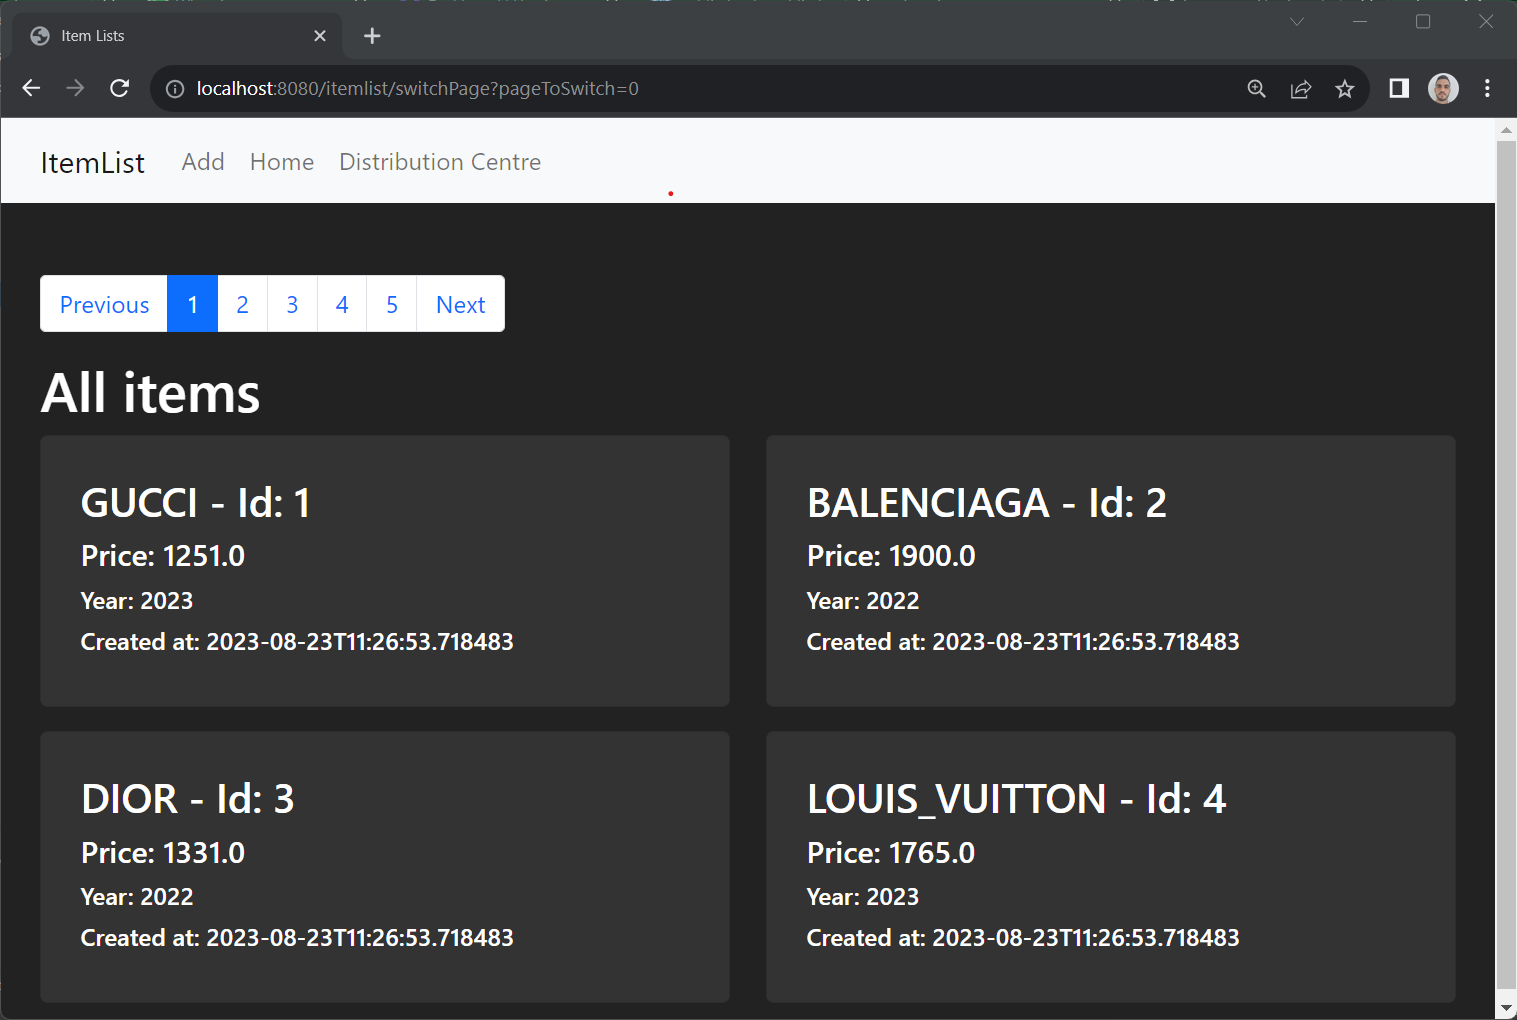 Item Lists
localhost:8080/itemlist/switchPage?pageToSwitch=0
ItemList Add Home Distribution Centre
Previous 1 2 3 4 5 Next
All items
GUCCI - Id: 1
Price: 1251.0
Year: 2023
Created at: 2023-08-23T11:26:53.718483
BALENCIAGA - Id: 2
Price: 1900.0
Year: 2022
Created at: 2023-08-23T11:26:53.718483
DIOR - Id: 3
Price: 1331.0
Year: 2022
Created at: 2023-08-23T11:26:53.718483
LOUIS_VUITTON - Id: 4
Price: 1765.0
Year: 2023
Created at: 2023-08-23T11:26:53.718483